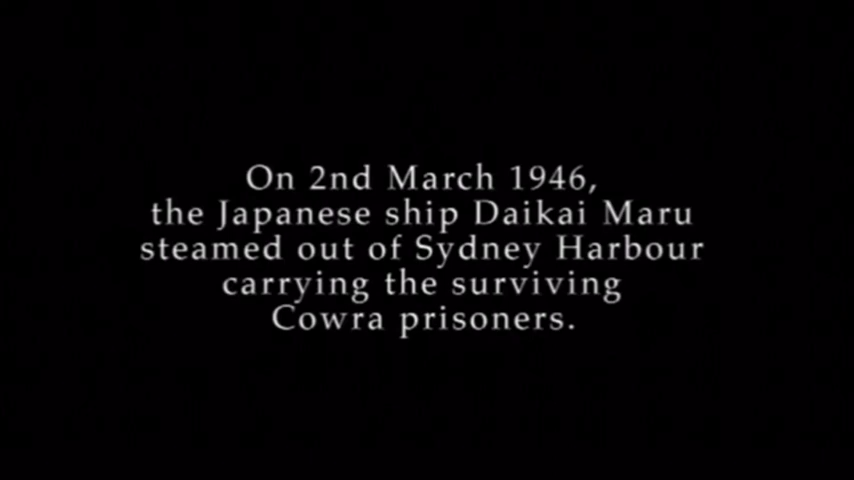 On 2nd March 1946,
the Japanese ship Daikai Maru
steamed out of Sydney Harbour
carrying the surviving
Cowra prisoners.